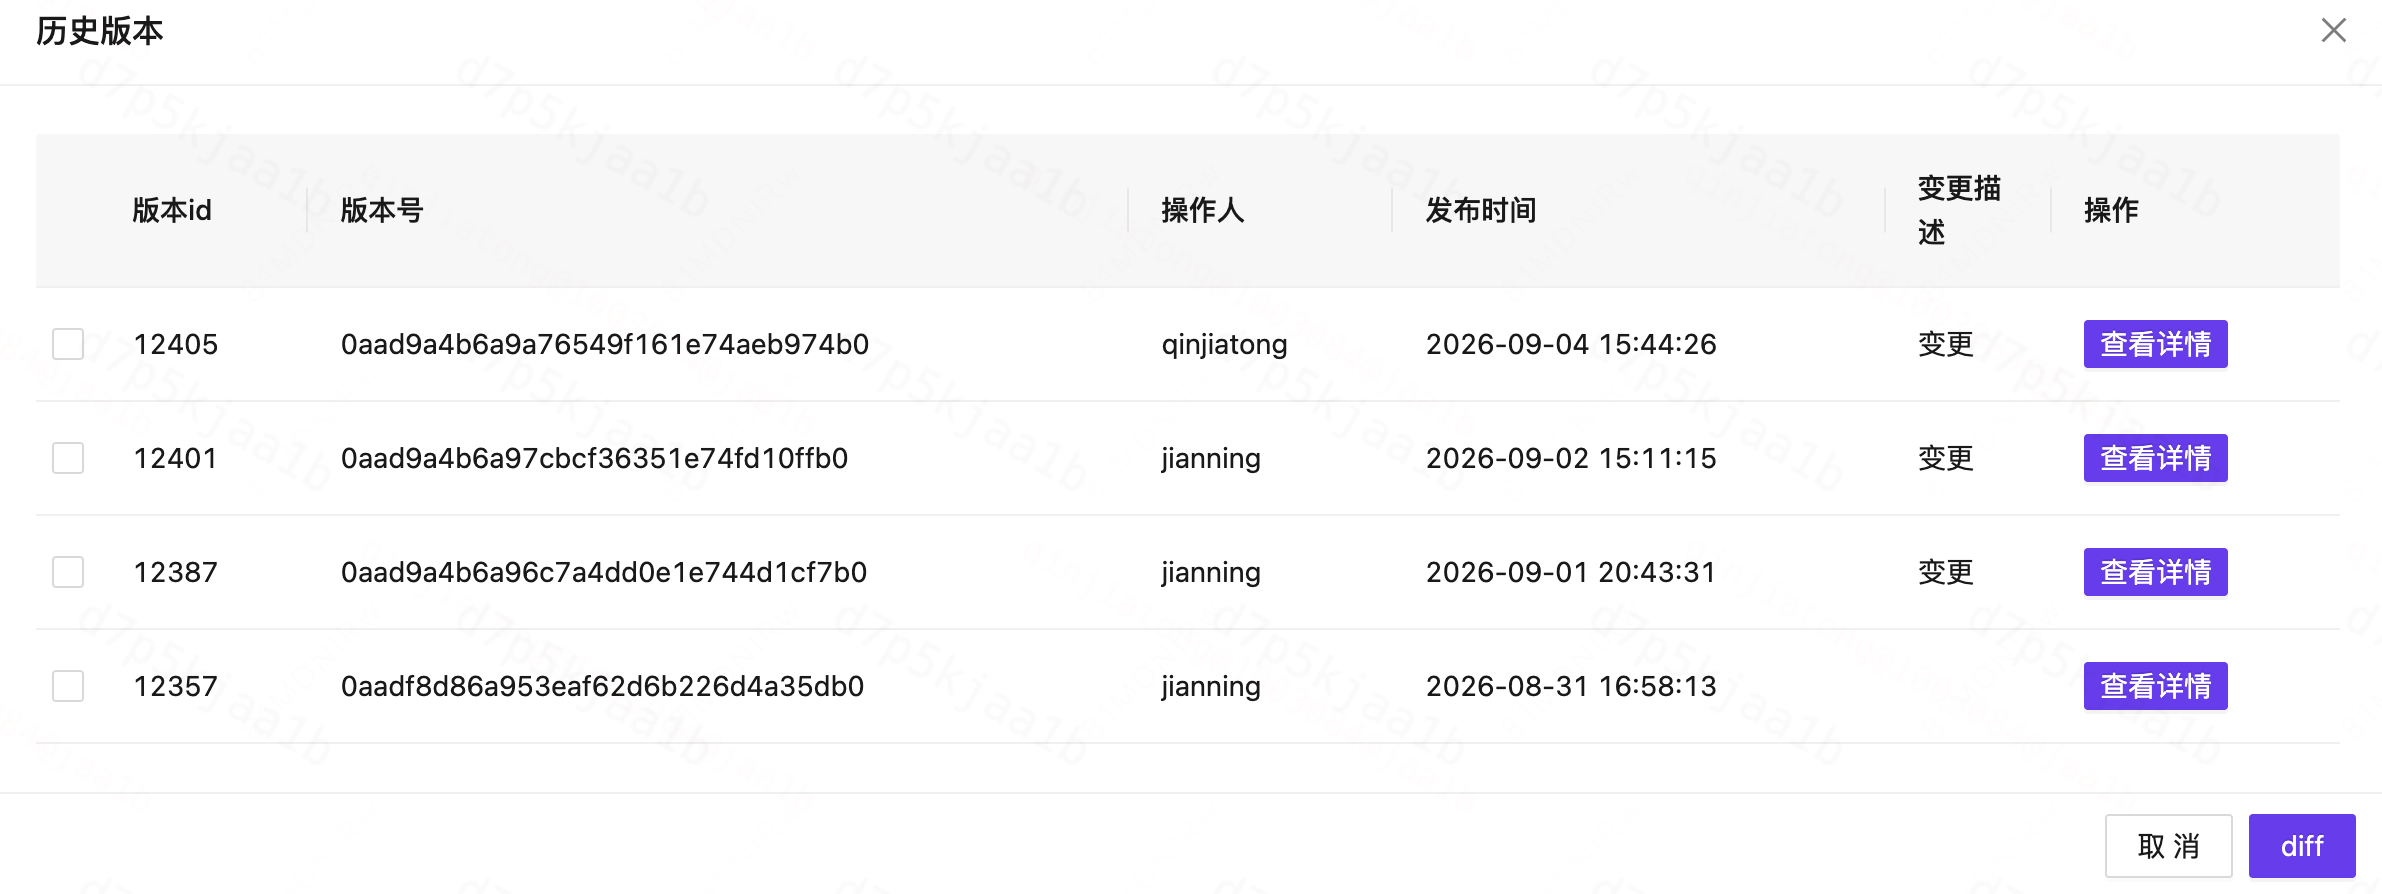 历史版本
版本id 版本号 操作人 发布时间 变更描述 操作
12405 0aad9a4b6a9a76549f161e74aeb974b0 qinjiatong 2026-09-04 15:44:26 变更 查看详情
12401 0aad9a4b6a97cbcf36351e74fd10ffb0 jianning 2026-09-02 15:11:15 变更 查看详情
12387 0aad9a4b6a96c7a4dd0e1e744d1cf7b0 jianning 2026-09-01 20:43:31 变更 查看详情
12357 0aadf8d86a953eaf62d6b226d4a35db0 jianning 2026-08-31 16:58:13 查看详情
取 消 diff
d7p5kjaa1b